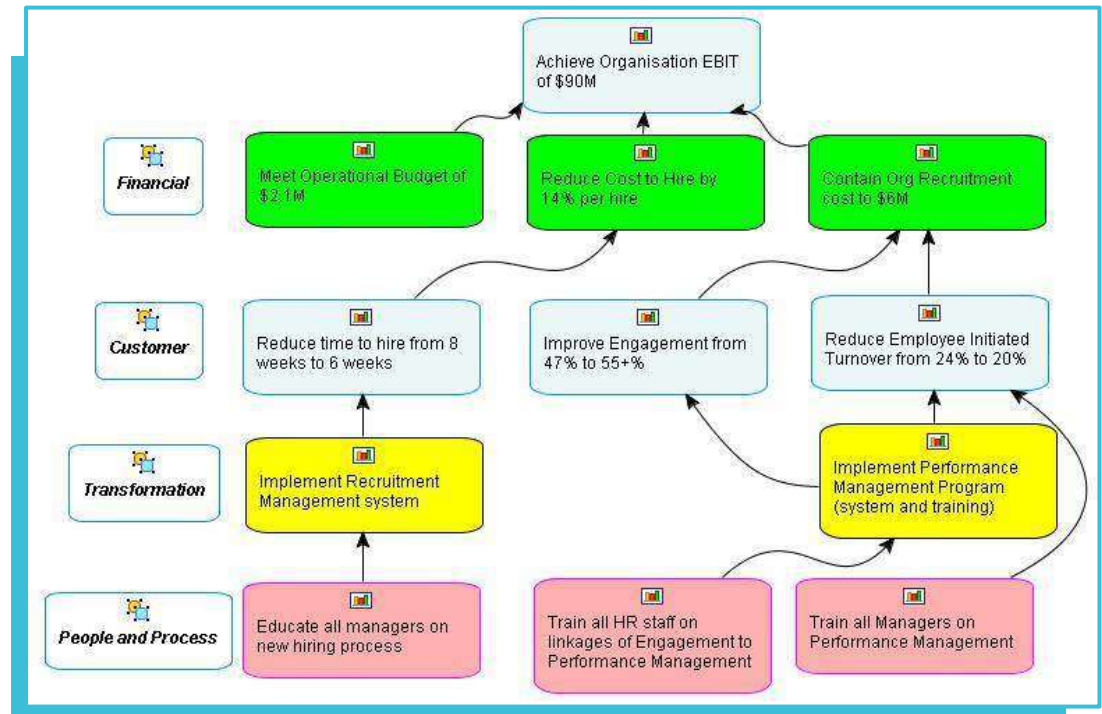 Achieve Organisation EBIT
of $90M
Financial
Meet Operational Budget of
$2.1M
Reduce Cost to Hire by
14% per hire
Contain Org Recruitment
cost to $6M
Customer
Reduce time to hire from 8
weeks to 6 weeks
Improve Engagement from
47% to 55+%
Reduce Employee Initiated
Turnover from 24% to 20%
Transformation
Implement Recruitment
Management system
Implement Performance
Management Program
(system and training)
People and Process
Educate all managers on
new hiring process
Train all HR staff on
linkages of Engagement to
Performance Management
Train all Managers on
Performance Management